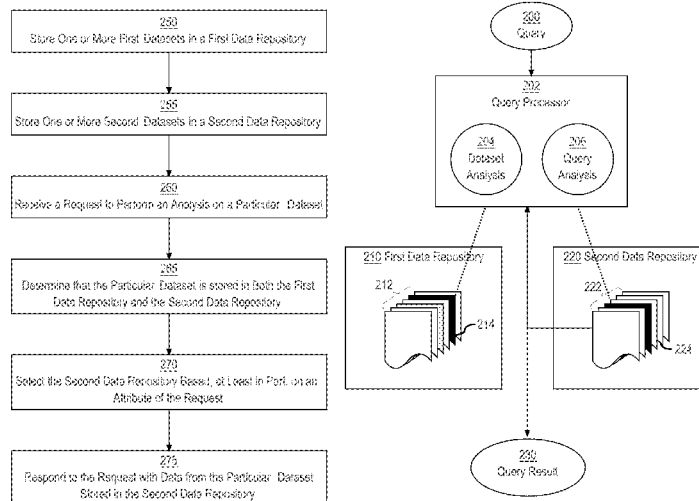 250
Store One or More First Datasets in a First Data Repository
255
Store One or More Second Datasets in a Second Data Repository
260
Receive a Request to Perform an Analysis on a Particular Dataset
265
Determine that the Particular Dataset is stored in Both the First
Data Repository and the Second Data Repository
270
Select the Second Data Repository Based, at Least in Part, on an
Attribute of the Request
275
Respond to the Request with Data from the Particular Dataset
Stored in the Second Data Repository
200
Query
202
Query Processor
204
Dataset
Analysis
206
Query
Analysis
210 First Data Repository
212
214
220 Second Data Repository
222
224
230
Query Result